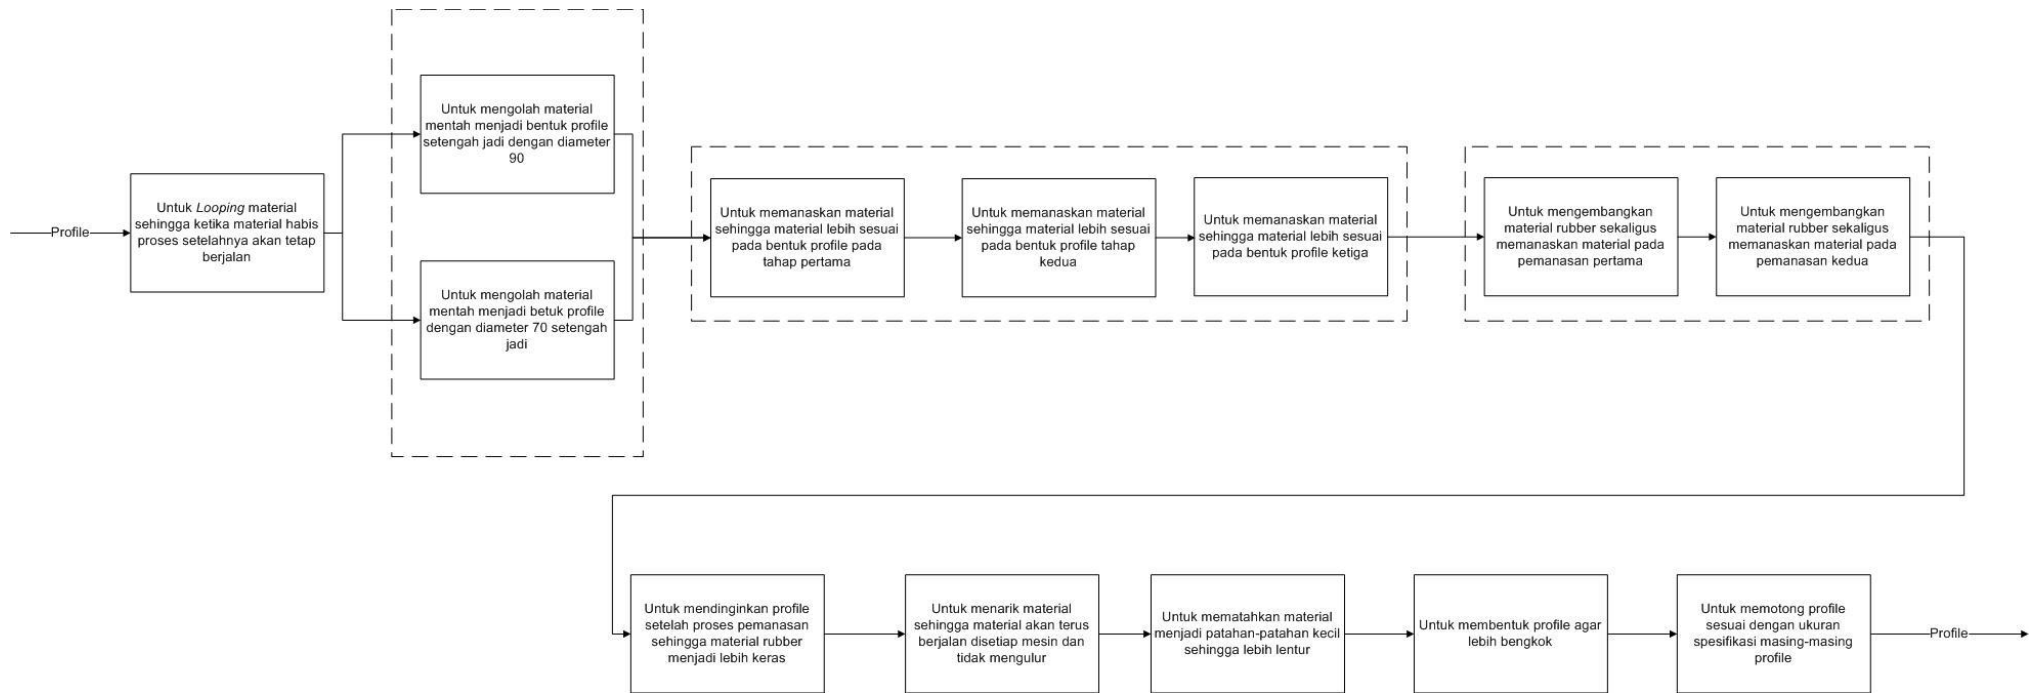 Profile
Untuk Looping material
sehingga ketika material habis
proses setelahnya akan tetap
berjalan
Untuk mengolah material
mentah menjadi bentuk profile
setengah jadi dengan diameter
90
Untuk mengolah material
mentah menjadi betuk profile
dengan diameter 70 setengah
jadi
Untuk memanaskan material
sehingga material lebih sesuai
pada bentuk profile pada
tahap pertama
Untuk memanaskan material
sehingga material lebih sesuai
pada bentuk profile tahap
kedua
Untuk memanaskan material
sehingga material lebih sesuai
pada bentuk profile ketiga
Untuk mengembangkan
material rubber sekaligus
memanaskan material pada
pemanasan pertama
Untuk mengembangkan
material rubber sekaligus
memanaskan material pada
pemanasan kedua
Untuk mendinginkan profile
setelah proses pemanasan
sehingga material rubber
menjadi lebih keras
Untuk menarik material
sehingga material akan terus
berjalan disetiap mesin dan
tidak mengulur
Untuk mematahkan material
menjadi patahan-patahan kecil
sehingga lebih lentur
Untuk membentuk profile agar
lebih bengkok
Untuk memotong profile
sesuai dengan ukuran
spesifikasi masing-masing
profile
Profile